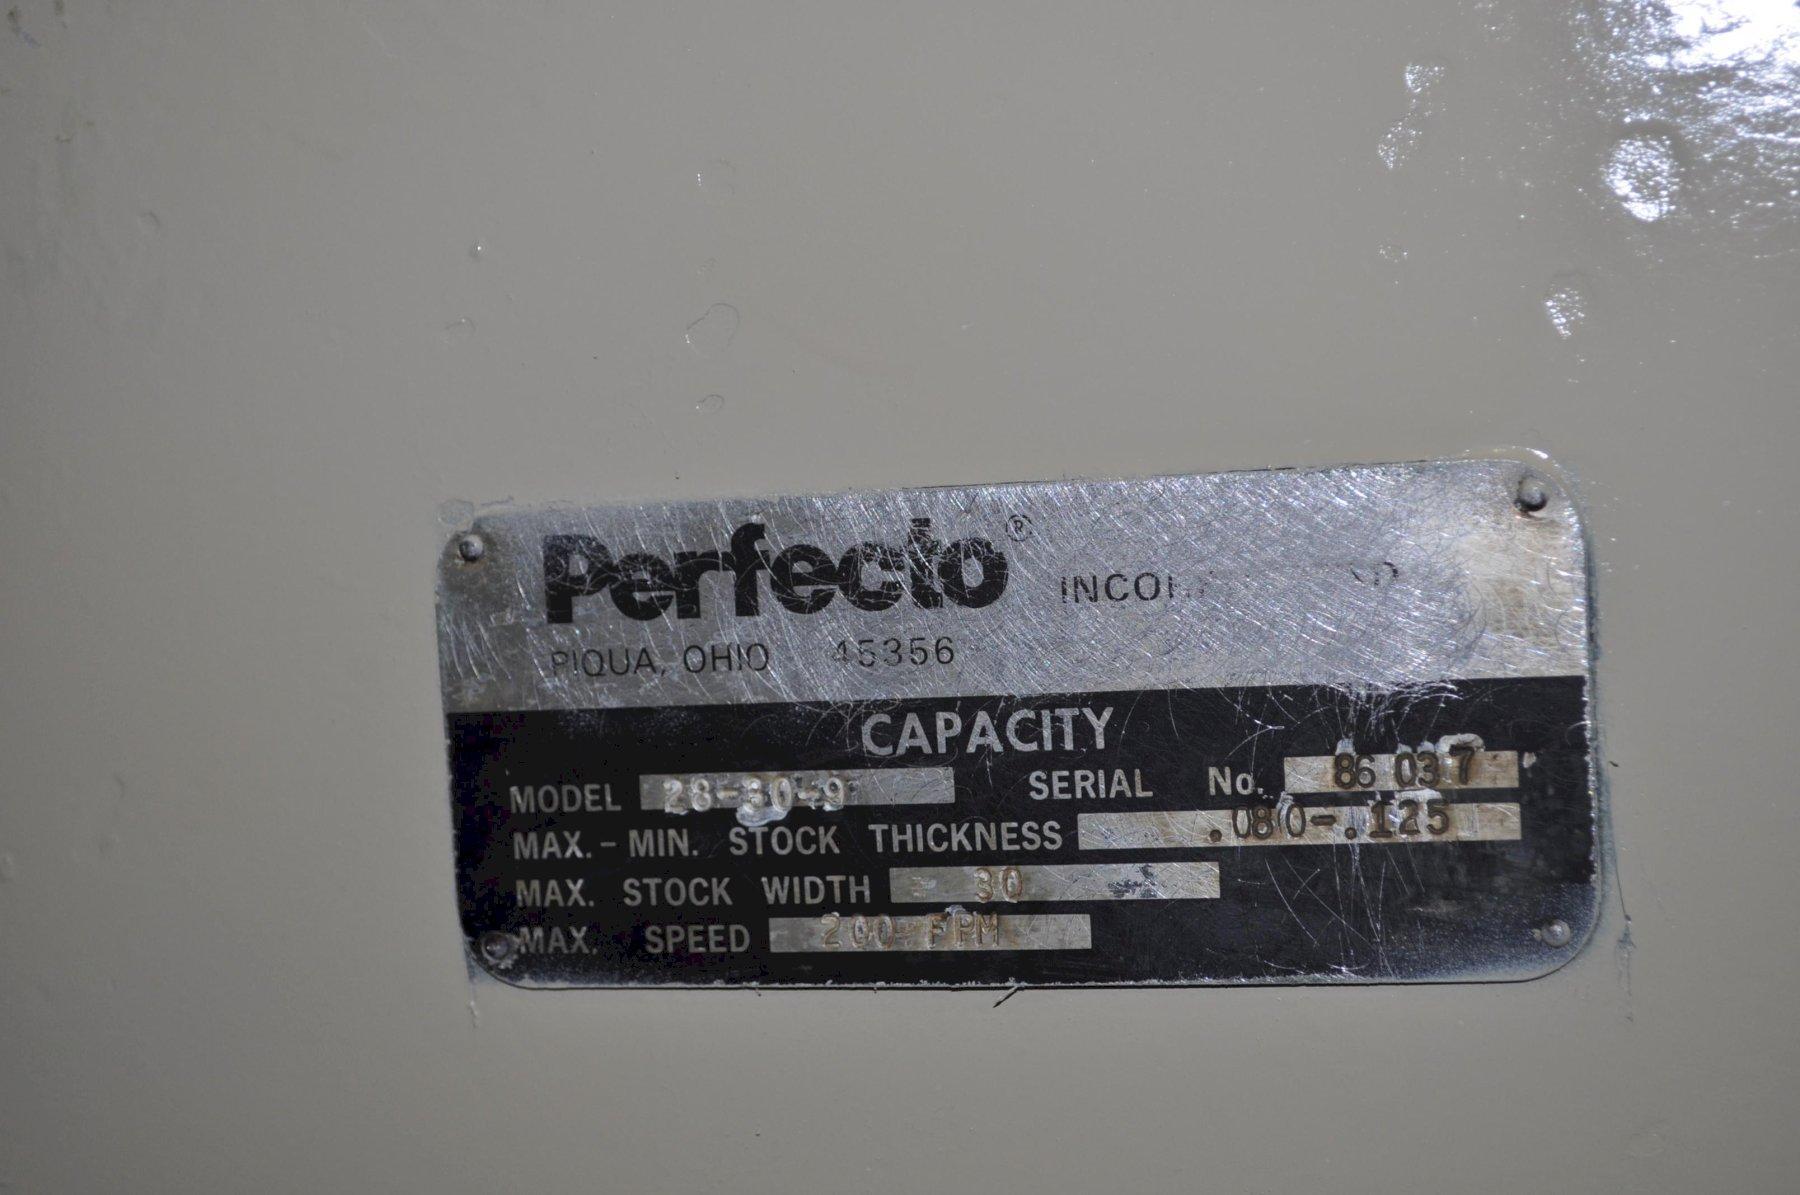 Perfecto®
PIQUA, OHIO 45356
CAPACITY
MODEL 28-30-9 SERIAL No. 86 037
MAX.-MIN. STOCK THICKNESS .080-.125
MAX. STOCK WIDTH 30
MAX. SPEED 200-FPM